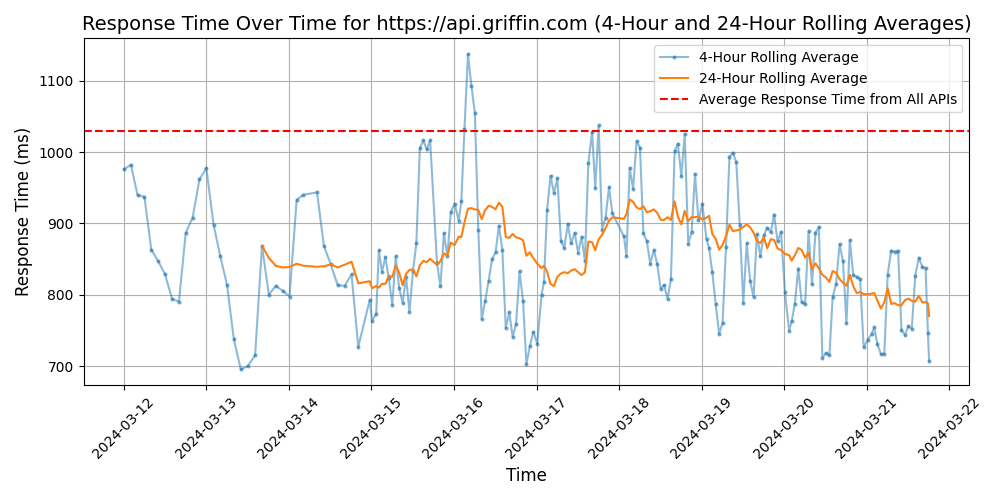 Response Time Over Time for https://api.griffin.com (4-Hour and 24-Hour Rolling Averages)
4-Hour Rolling Average
24-Hour Rolling Average
Average Response Time from All APIs
Response Time (ms)
1100
1000
900
800
700
2024-03-12
2024-03-13
2024-03-14
2024-03-15
2024-03-16
2024-03-17
2024-03-18
2024-03-19
2024-03-20
2024-03-21
2024-03-22
Time